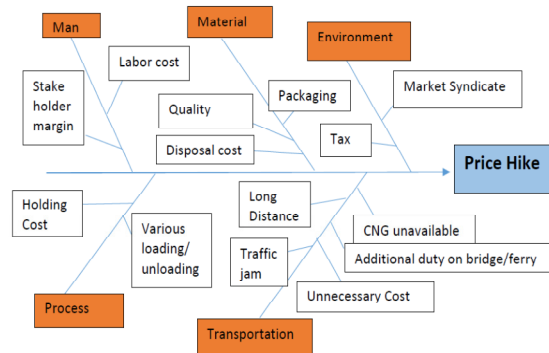 Man
Material
Environment
Labor cost
Stake
holder
margin
Quality
Packaging
Disposal cost
Market Syndicate
Tax
Price Hike
Holding
Cost
Various
loading/
unloading
Long
Distance
Traffic
jam
CNG unavailable
Additional duty on bridge/ferry
Unnecessary Cost
Process
Transportation